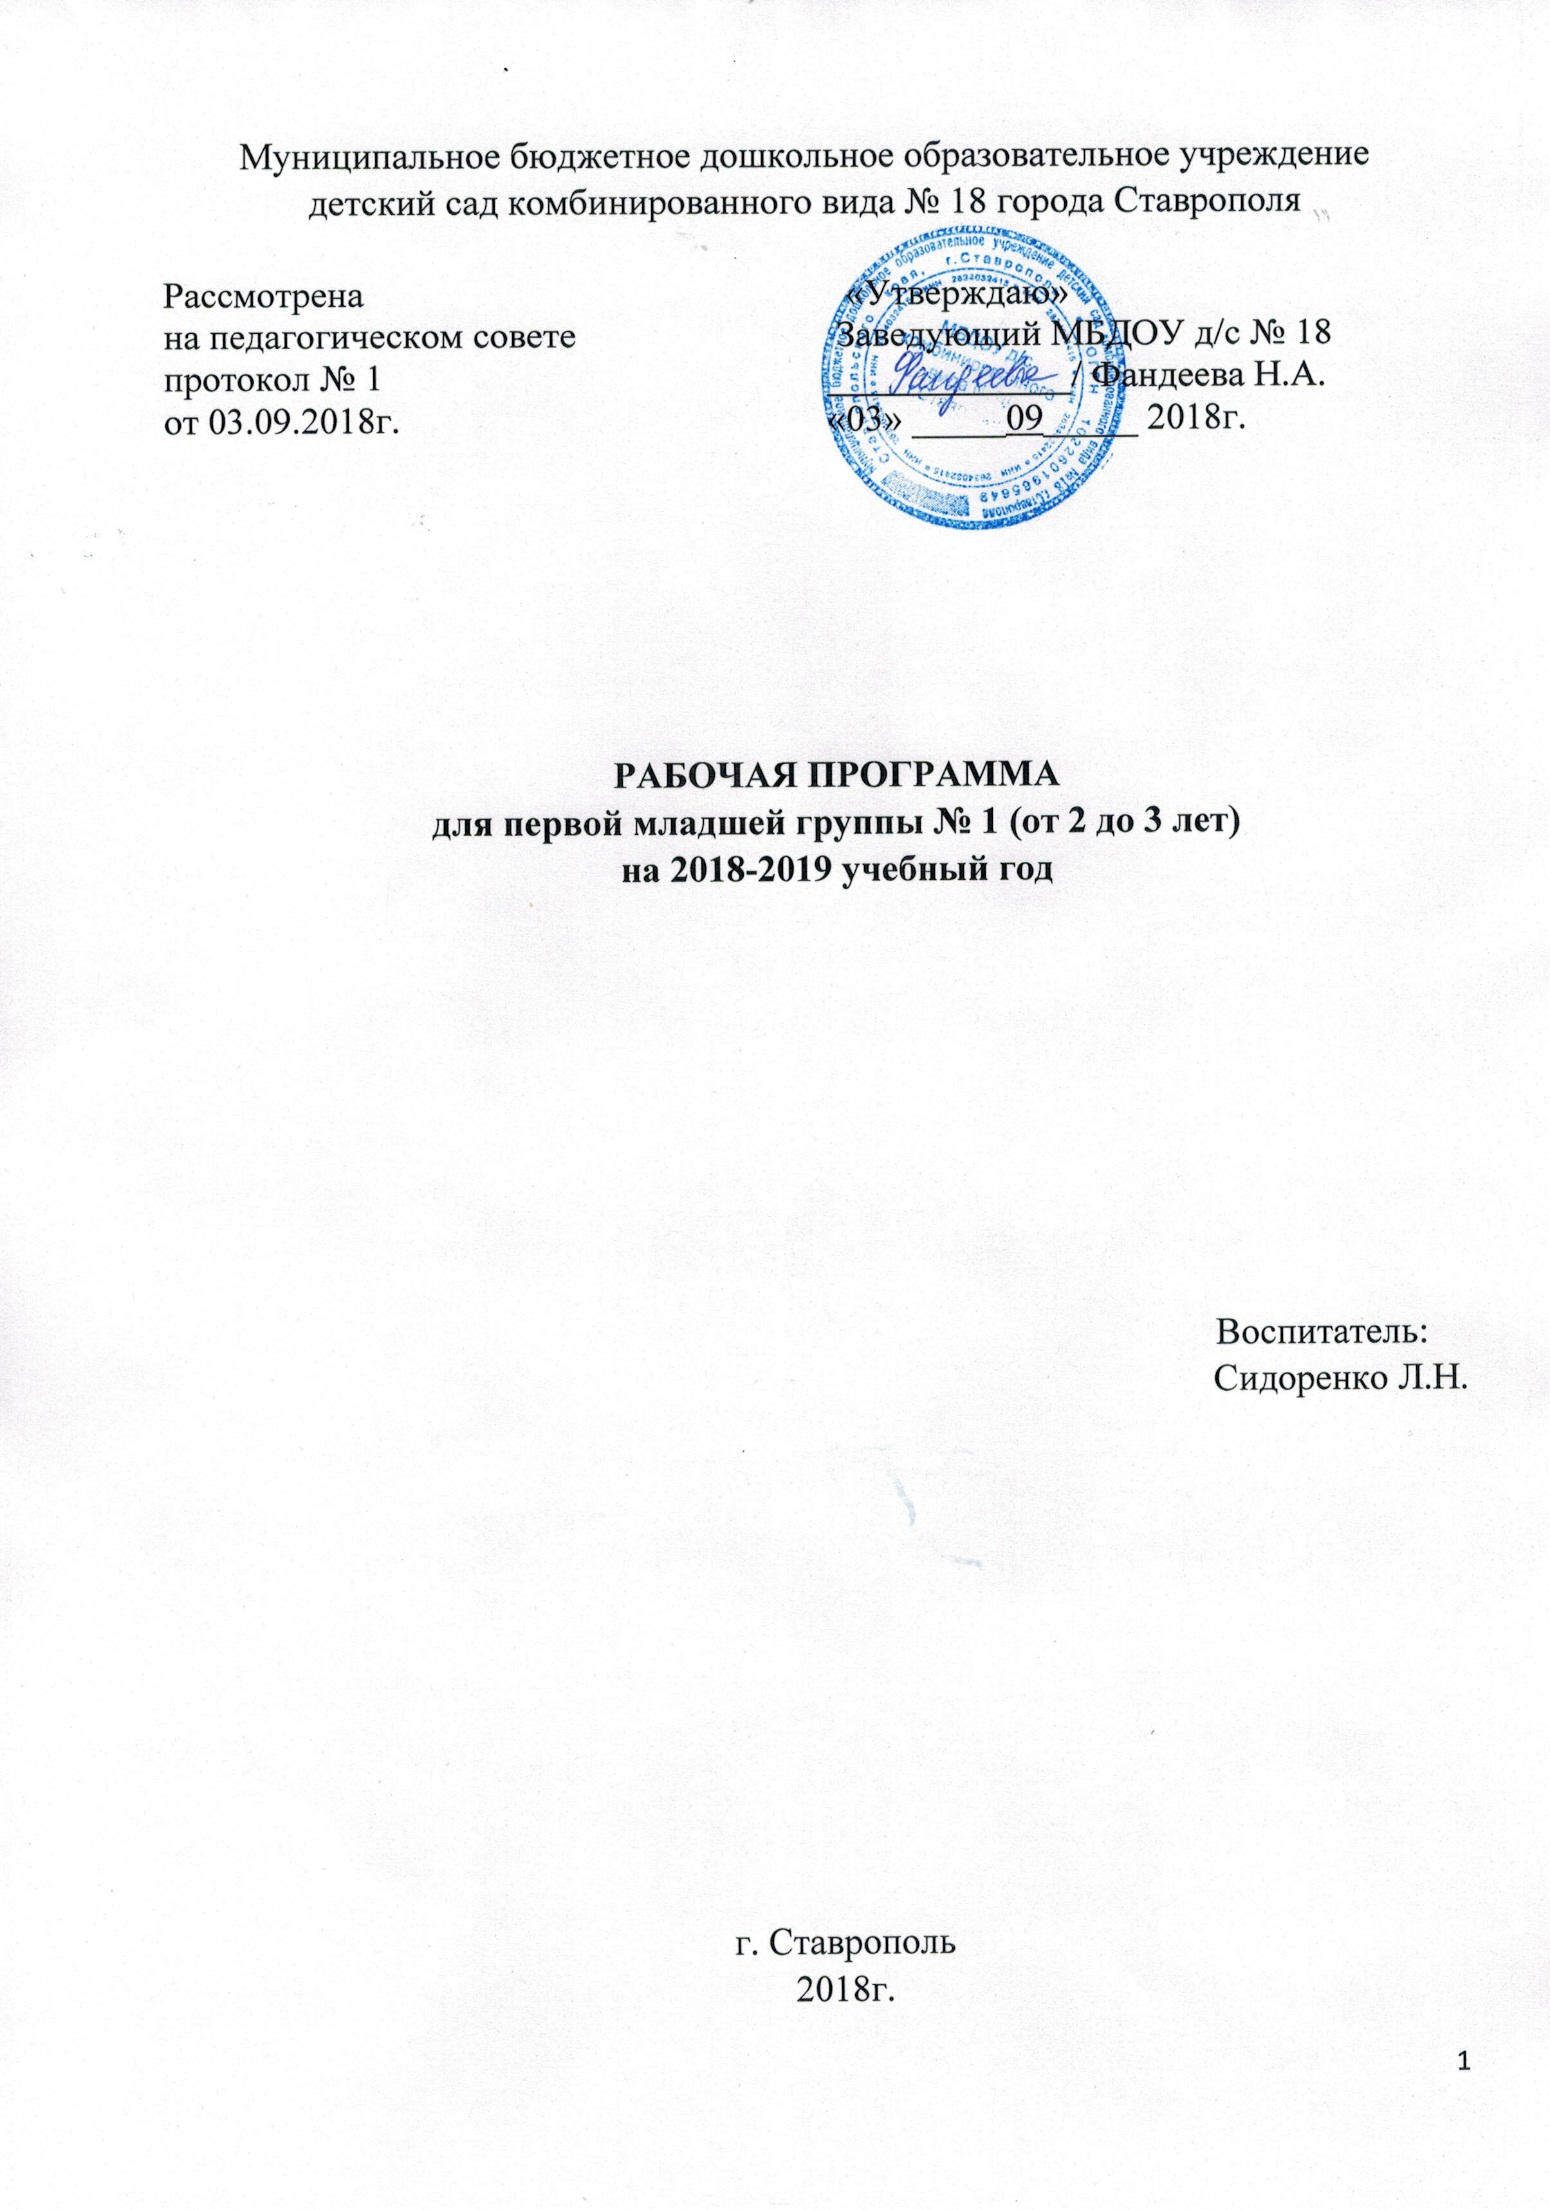 Муниципальное бюджетное дошкольное образовательное учреждение
детский сад комбинированного вида № 18 города Ставрополя
Рассмотрена
на педагогическом совете
протокол № 1
от 03.09.2018г.
«Утверждаю»
Заведующий МБДОУ д/с № 18
Фандеева / Фандеева Н.А.
«03» _____09_____ 2018г.
РАБОЧАЯ ПРОГРАММА
для первой младшей группы № 1 (от 2 до 3 лет)
на 2018-2019 учебный год
Воспитатель:
Сидоренко Л.Н.
г. Ставрополь
2018г.
1